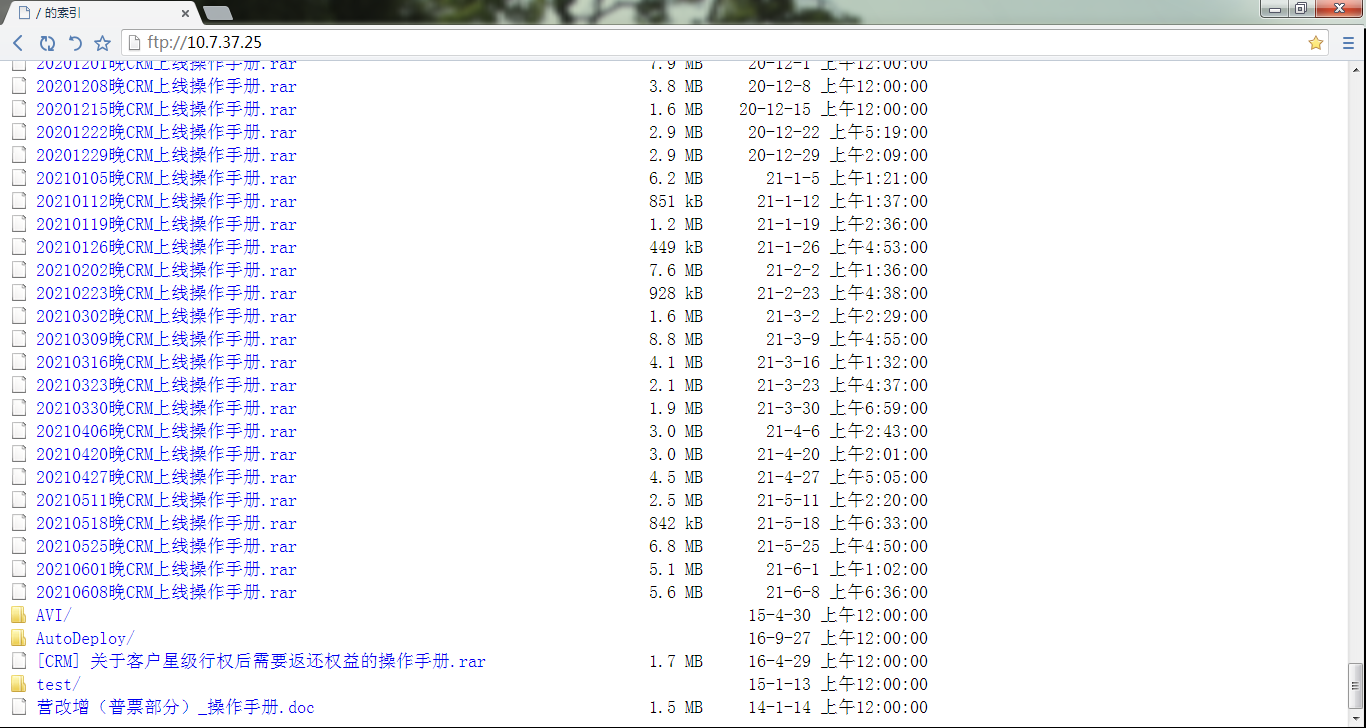 / 的索引
ftp://10.7.37.25
20201201晚CRM上线操作手册.rar 7.9 MB 20-12-1 上午12:00:00
20201208晚CRM上线操作手册.rar 3.8 MB 20-12-8 上午12:00:00
20201215晚CRM上线操作手册.rar 1.6 MB 20-12-15 上午12:00:00
20201222晚CRM上线操作手册.rar 2.9 MB 20-12-22 上午5:19:00
20201229晚CRM上线操作手册.rar 2.9 MB 20-12-29 上午2:09:00
20210105晚CRM上线操作手册.rar 6.2 MB 21-1-5 上午1:21:00
20210112晚CRM上线操作手册.rar 851 kB 21-1-12 上午1:37:00
20210119晚CRM上线操作手册.rar 1.2 MB 21-1-19 上午2:36:00
20210126晚CRM上线操作手册.rar 449 kB 21-1-26 上午4:53:00
20210202晚CRM上线操作手册.rar 7.6 MB 21-2-2 上午1:36:00
20210223晚CRM上线操作手册.rar 928 kB 21-2-23 上午4:38:00
20210302晚CRM上线操作手册.rar 1.6 MB 21-3-2 上午2:29:00
20210309晚CRM上线操作手册.rar 8.8 MB 21-3-9 上午4:55:00
20210316晚CRM上线操作手册.rar 4.1 MB 21-3-16 上午1:32:00
20210323晚CRM上线操作手册.rar 2.1 MB 21-3-23 上午4:37:00
20210330晚CRM上线操作手册.rar 1.9 MB 21-3-30 上午6:59:00
20210406晚CRM上线操作手册.rar 3.0 MB 21-4-6 上午2:43:00
20210420晚CRM上线操作手册.rar 3.0 MB 21-4-20 上午2:01:00
20210427晚CRM上线操作手册.rar 4.5 MB 21-4-27 上午5:05:00
20210511晚CRM上线操作手册.rar 2.5 MB 21-5-11 上午2:20:00
20210518晚CRM上线操作手册.rar 842 kB 21-5-18 上午6:33:00
20210525晚CRM上线操作手册.rar 6.8 MB 21-5-25 上午4:50:00
20210601晚CRM上线操作手册.rar 5.1 MB 21-6-1 上午1:02:00
20210608晚CRM上线操作手册.rar 5.6 MB 21-6-8 上午6:36:00
AVI/ 15-4-30 上午12:00:00
AutoDeploy/ 16-9-27 上午12:00:00
[CRM] 关于客户星级行权后需要返还权益的操作手册.rar 1.7 MB 16-4-29 上午12:00:00
test/ 15-1-13 上午12:00:00
营改增（普票部分）_操作手册.doc 1.5 MB 14-1-14 上午12:00:00